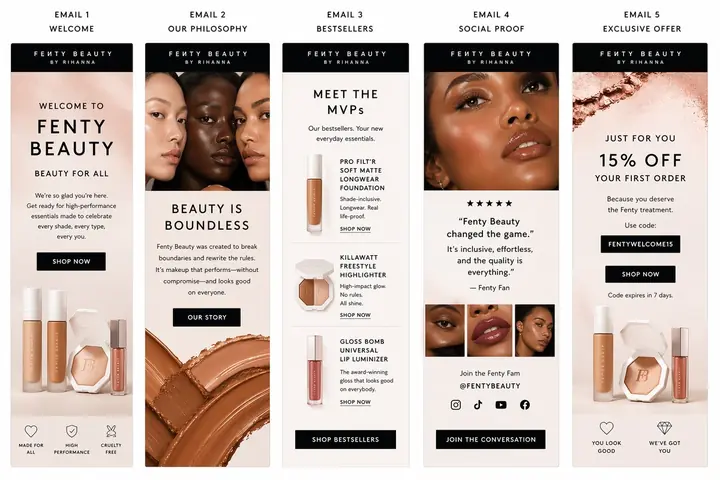 EMAIL 1
WELCOME
FEИTY BEAUTY
BY RIHANNA
WELCOME TO
FENTY
BEAUTY
BEAUTY FOR ALL
We're so glad you're here.
Get ready for high-performance
essentials made to celebrate
every shade, every type,
every you.
SHOP NOW
MADE FOR
ALL
HIGH
PERFORMANCE
CRUELTY
FREE
EMAIL 2
OUR PHILOSOPHY
FEИTY BEAUTY
BY RIHANNA
BEAUTY IS
BOUNDLESS
Fenty Beauty was created to break
boundaries and rewrite the rules.
It's makeup that performs—without
compromise—and looks good
on everyone.
OUR STORY
EMAIL 3
BESTSELLERS
FEИTY BEAUTY
BY RIHANNA
MEET THE
MVPs
Our bestsellers. Your new
everyday essentials.
PRO FILT'R
SOFT MATTE
LONGWEAR
FOUNDATION
Shade-inclusive.
Longwear. Real
life-proof.
SHOP NOW
KILLAWATT
FREESTYLE
HIGHLIGHTER
High-impact glow.
No rules.
All shine.
SHOP NOW
GLOSS BOMB
UNIVERSAL
LIP LUMINIZER
The award-winning
gloss that looks good
on everybody.
SHOP NOW
SHOP BESTSELLERS
EMAIL 4
SOCIAL PROOF
FEИTY BEAUTY
BY RIHANNA
“Fenty Beauty
changed the game.”
It's inclusive, effortless,
and the quality is
everything.”
— Fenty Fan
Join the Fenty Fam
@FENTYBEAUTY
JOIN THE CONVERSATION
EMAIL 5
EXCLUSIVE OFFER
FEИTY BEAUTY
BY RIHANNA
JUST FOR YOU
15% OFF
YOUR FIRST ORDER
Because you deserve
the Fenty treatment.
Use code:
FENTYWELCOME15
SHOP NOW
Code expires in 7 days.
YOU LOOK
GOOD
WE'VE GOT
YOU